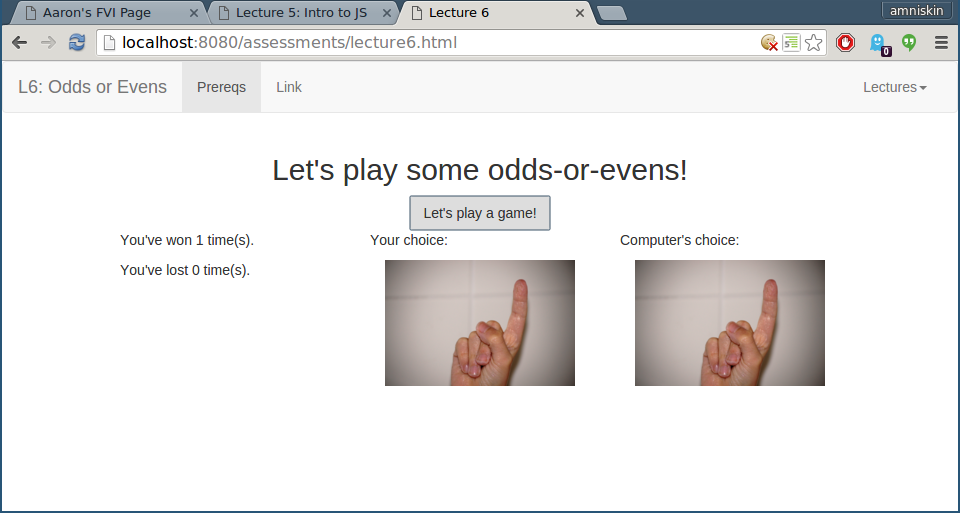 Aaron's FVI Page
Lecture 5: Intro to JS
Lecture 6
amniskin
localhost:8080/assessments/lecture6.html
0
L6: Odds or Evens
Prereqs
Link
Lectures
Let's play some odds-or-evens!
Let's play a game!
You've won 1 time(s).
Your choice:
Computer's choice:
You've lost 0 time(s).